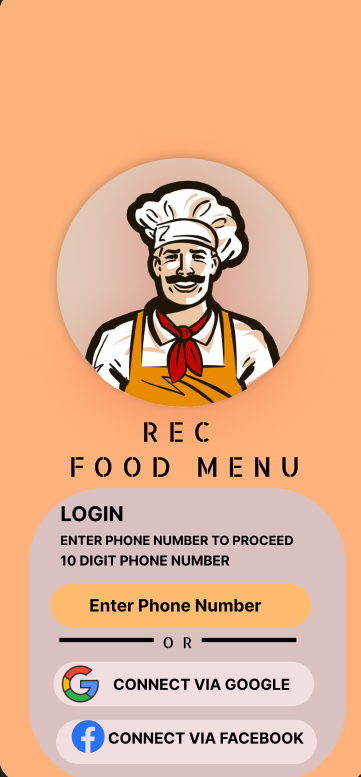 REC
FOOD MENU
LOGIN
ENTER PHONE NUMBER TO PROCEED
10 DIGIT PHONE NUMBER
Enter Phone Number
OR
CONNECT VIA GOOGLE
CONNECT VIA FACEBOOK